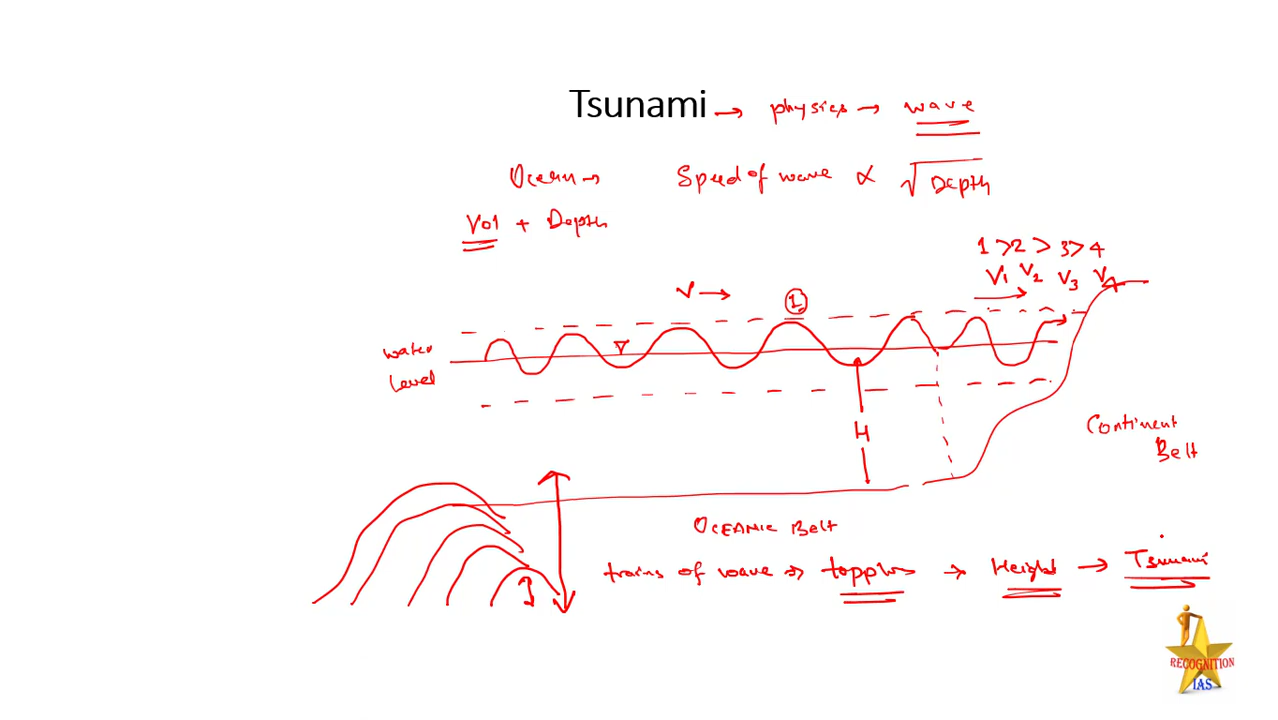 Tsunami → physics → wave
Ocean → Speed of wave ∝ √Depth
Vol + Depth
1 > 2 > 3 > 4
V → 1 V1 V2 V3 V4
water
level
H
Continent
Belt
OCEANIC Belt
trains of wave → → Height → Tsunami
RECOGNITION
IAS